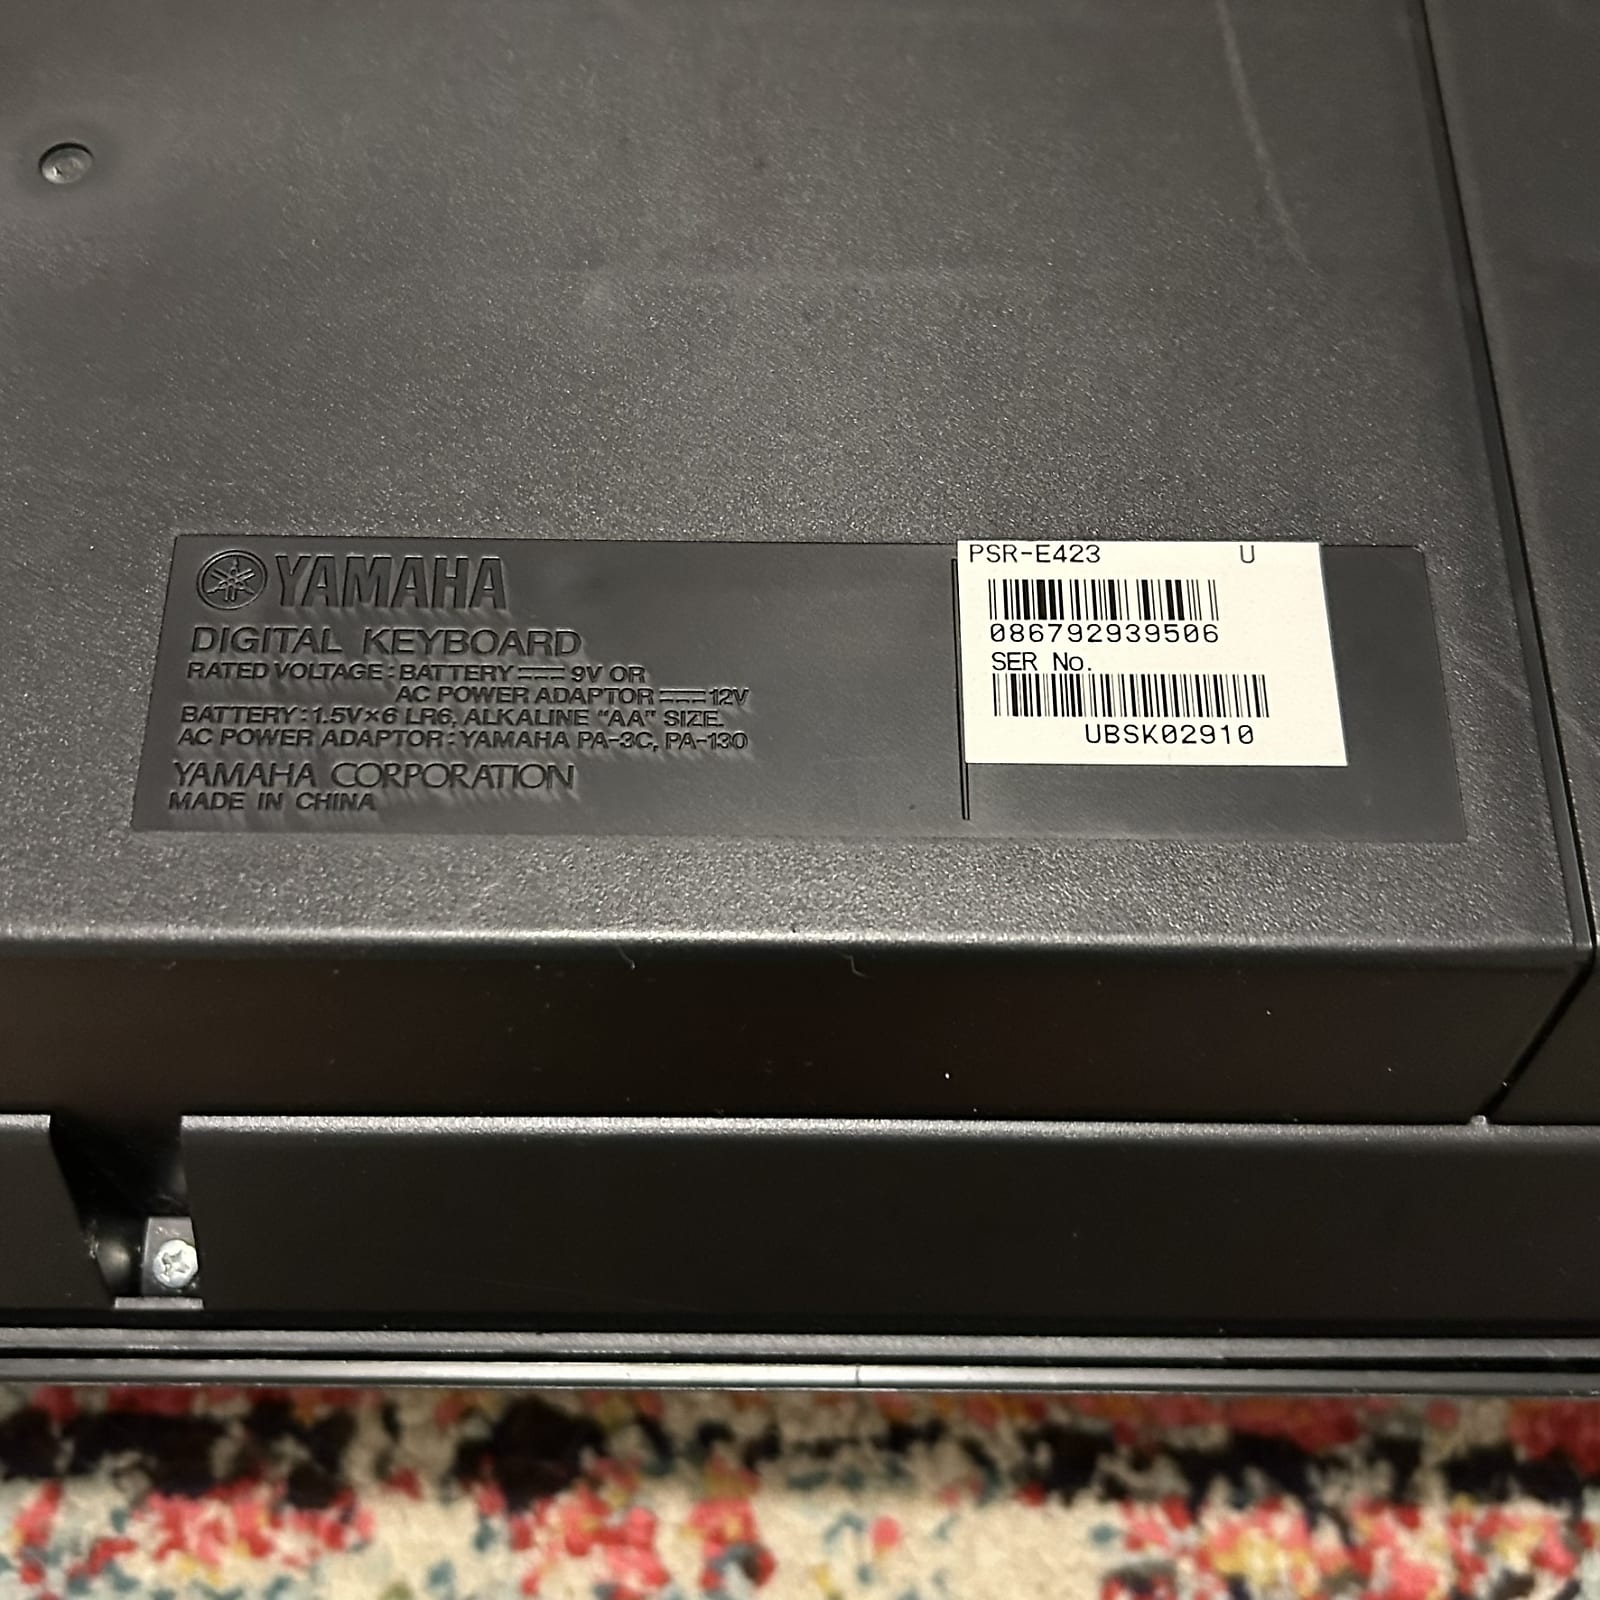 YAMAHA
DIGITAL KEYBOARD
RATED VOLTAGE : BATTERY ⎓ 9V OR
AC POWER ADAPTOR ⎓ 12V
BATTERY : 1.5V×6 LR6, ALKALINE "AA" SIZE.
AC POWER ADAPTOR : YAMAHA PA-3C, PA-130
YAMAHA CORPORATION
MADE IN CHINA
PSR-E423 U
086792939506
SER No.
UBSK02910